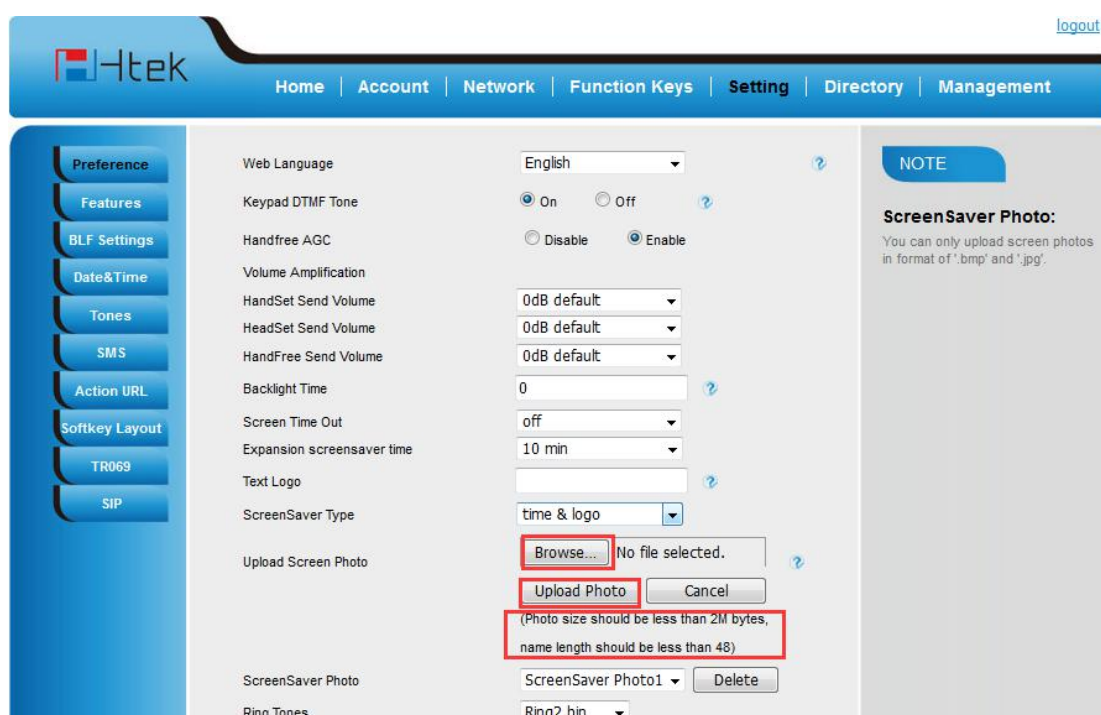 logout
Htek
Home | Account | Network | Function Keys | Setting | Directory | Management
Preference
Features
BLF Settings
Date&Time
Tones
SMS
Action URL
Softkey Layout
TR069
SIP
Web Language English
Keypad DTMF Tone On Off
Handfree AGC Disable Enable
Volume Amplification
HandSet Send Volume 0dB default
HeadSet Send Volume 0dB default
HandFree Send Volume 0dB default
Backlight Time 0
Screen Time Out off
Expansion screensaver time 10 min
Text Logo
ScreenSaver Type time & logo
Upload Screen Photo Browse... No file selected.
Upload Photo Cancel
(Photo size should be less than 2M bytes,
name length should be less than 48)
ScreenSaver Photo ScreenSaver Photo1 Delete
Ring Tones Ring2.bin
NOTE
ScreenSaver Photo:
You can only upload screen photos
in format of '.bmp' and '.jpg'.